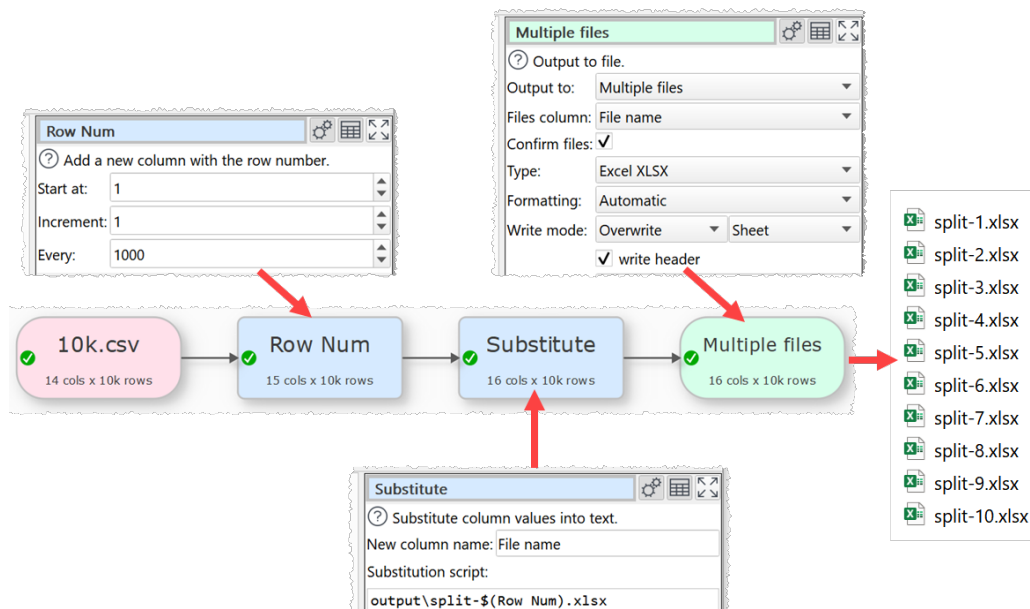 Multiple files
Output to file.
Output to: Multiple files
Files column: File name
Confirm files:
Type: Excel XLSX
Formatting: Automatic
Write mode: Overwrite Sheet
write header
Row Num
Add a new column with the row number.
Start at: 1
Increment: 1
Every: 1000
10k.csv
14 cols x 10k rows
Row Num
15 cols x 10k rows
Substitute
16 cols x 10k rows
Multiple files
16 cols x 10k rows
split-1.xlsx
split-2.xlsx
split-3.xlsx
split-4.xlsx
split-5.xlsx
split-6.xlsx
split-7.xlsx
split-8.xlsx
split-9.xlsx
split-10.xlsx
Substitute
Substitute column values into text.
New column name: File name
Substitution script:
output\split-$(Row Num).xlsx